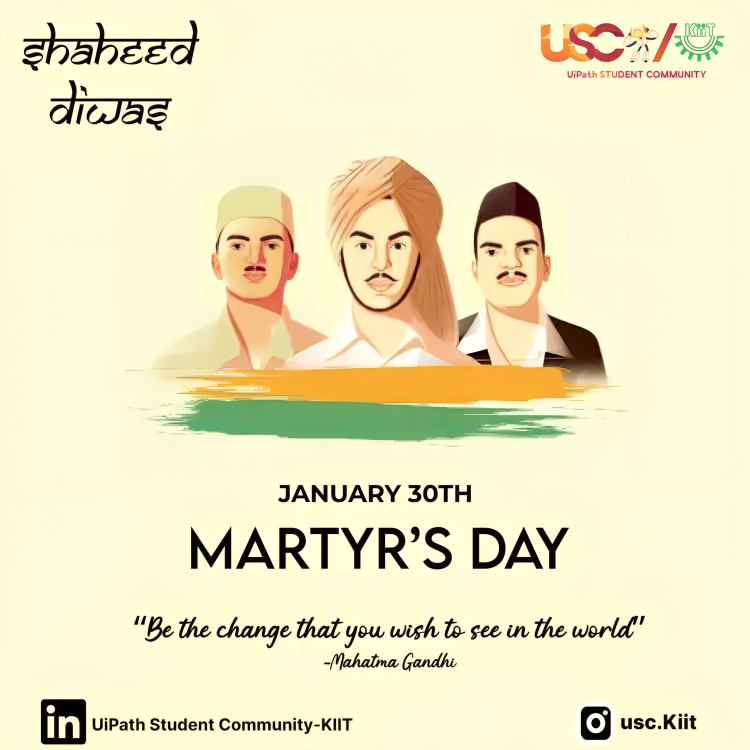 shaheed
diwas
USC / KiiT
UiPath STUDENT COMMUNITY
JANUARY 30TH
MARTYR'S DAY
"Be the change that you wish to see in the world"
-Mahatma Gandhi
in UiPath Student Community-KIIT
usc.Kiit